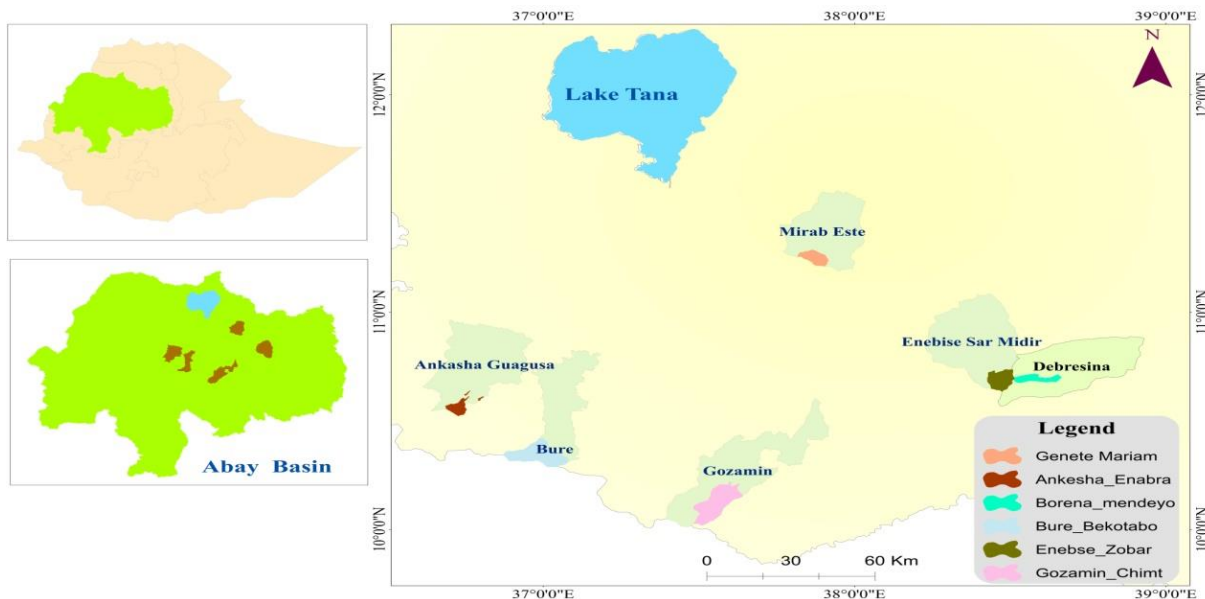 Abay Basin
37°0'0"E
38°0'0"E
39°0'0"E
12°0'0"N
11°0'0"N
10°0'0"N
N
Lake Tana
Mirab Este
Enebise Sar Midir
Debresina
Ankasha Guagusa
Bure
Gozamin
Legend
Genete Mariam
Ankesha_Enabra
Borena_mendeyo
Bure_Bekotabo
Enebse_Zobar
Gozamin_Chimt
0 30 60 Km
12°0'0"N
11°0'0"N
10°0'0"N
37°0'0"E
38°0'0"E
39°0'0"E